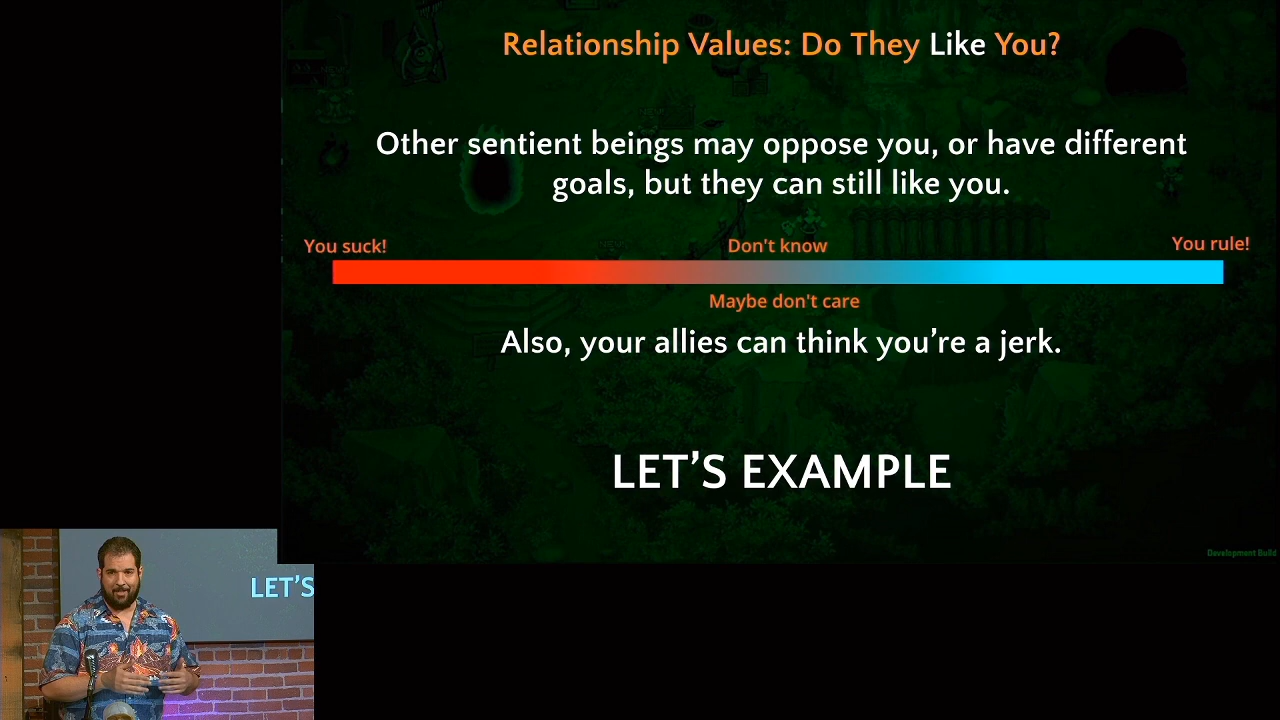 Relationship Values: Do They Like You?
Other sentient beings may oppose you, or have different
goals, but they can still like you.
You suck!
Don't know
You rule!
Maybe don't care
Also, your allies can think you’re a jerk.
LET’S EXAMPLE
Development Build
LET’S